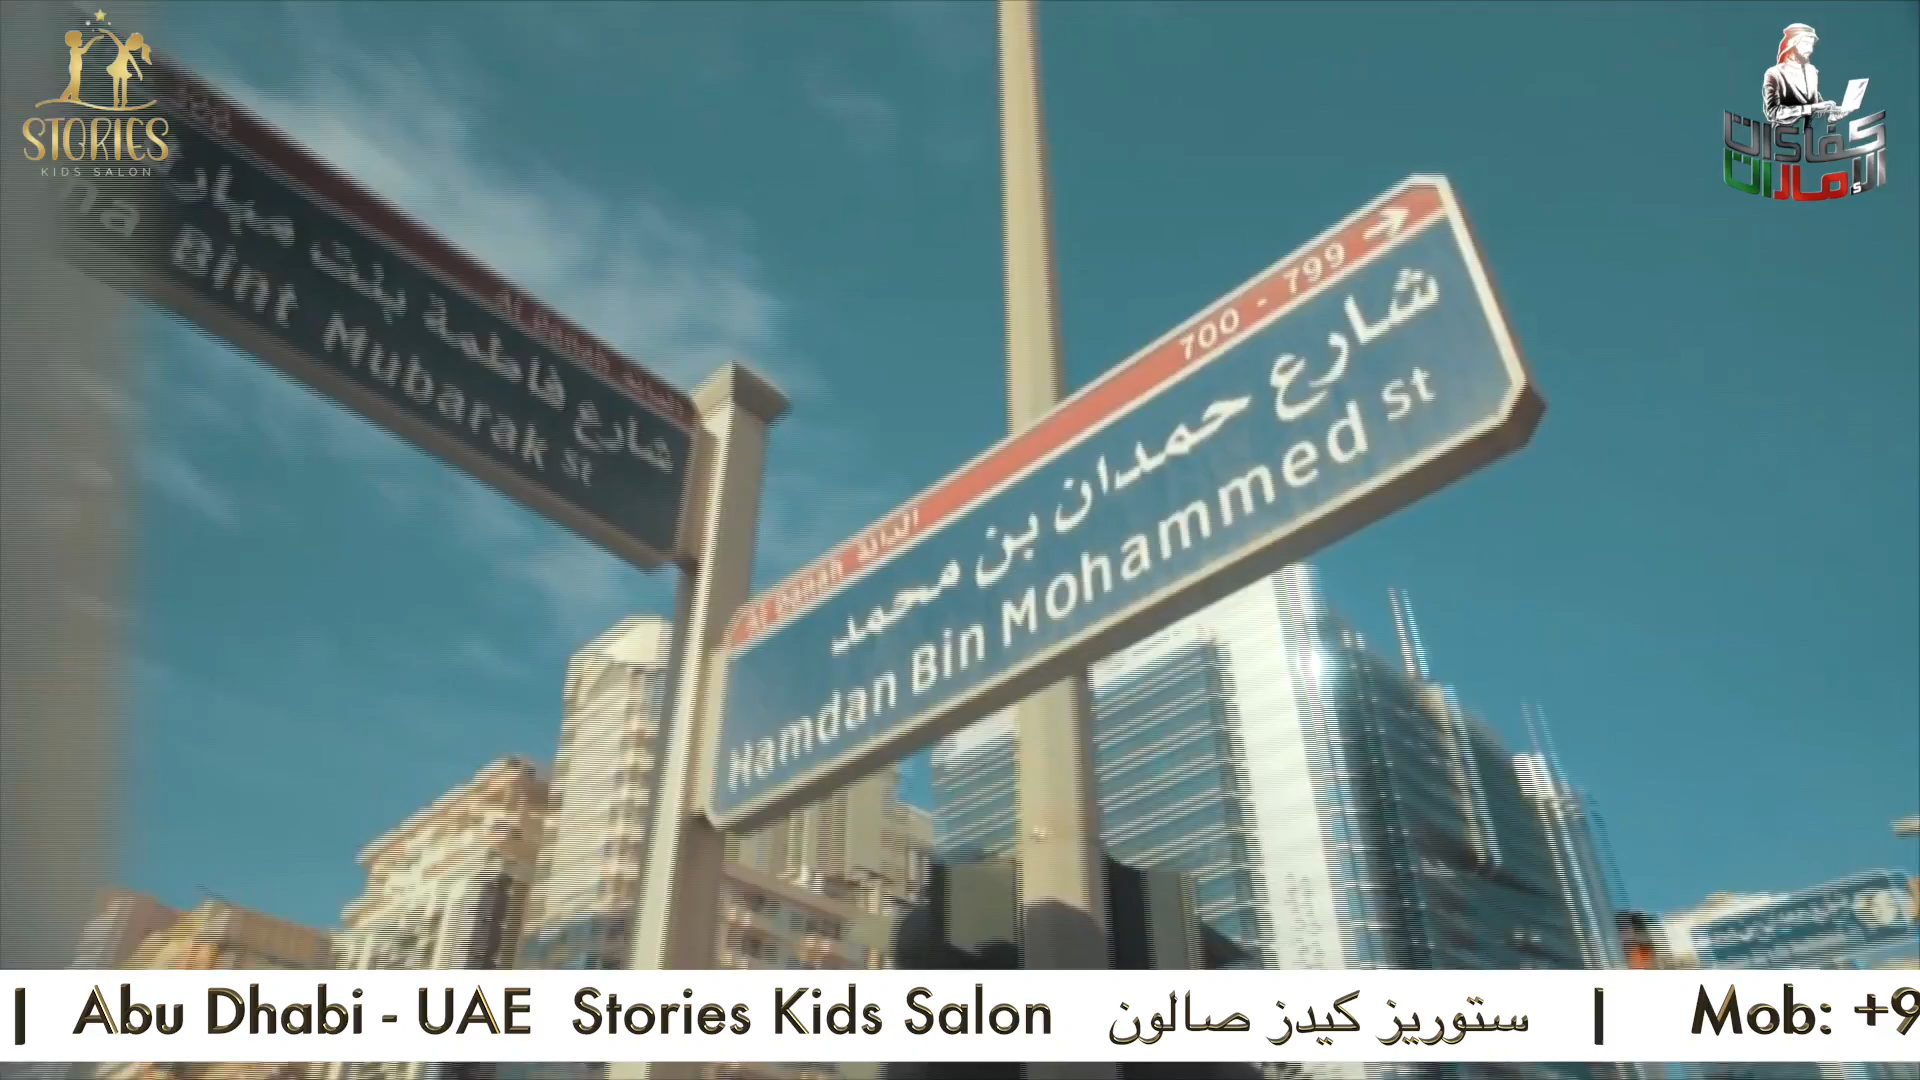 STORIES
KIDS SALON
كفاءات
الإمارات
شارع فاطمة بنت مبارك
Bint Mubarak St
700 - 799
شارع حمدان بن محمد
Hamdan Bin Mohammed St
Al Danah الدانة
| Abu Dhabi - UAE Stories Kids Salon ستوريز كيدز صالون | Mob: +9